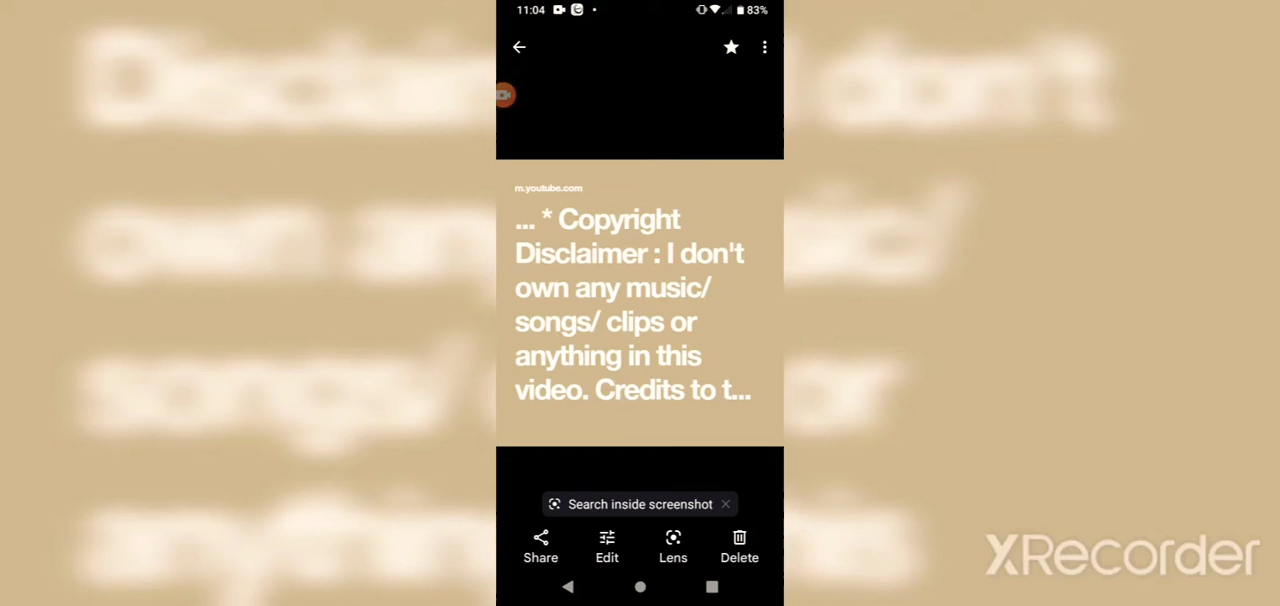 11:04
83%
m.youtube.com
... * Copyright
Disclaimer : I don't
own any music/
songs/ clips or
anything in this
video. Credits to t...
Search inside screenshot
Share
Edit
Lens
Delete
XRecorder